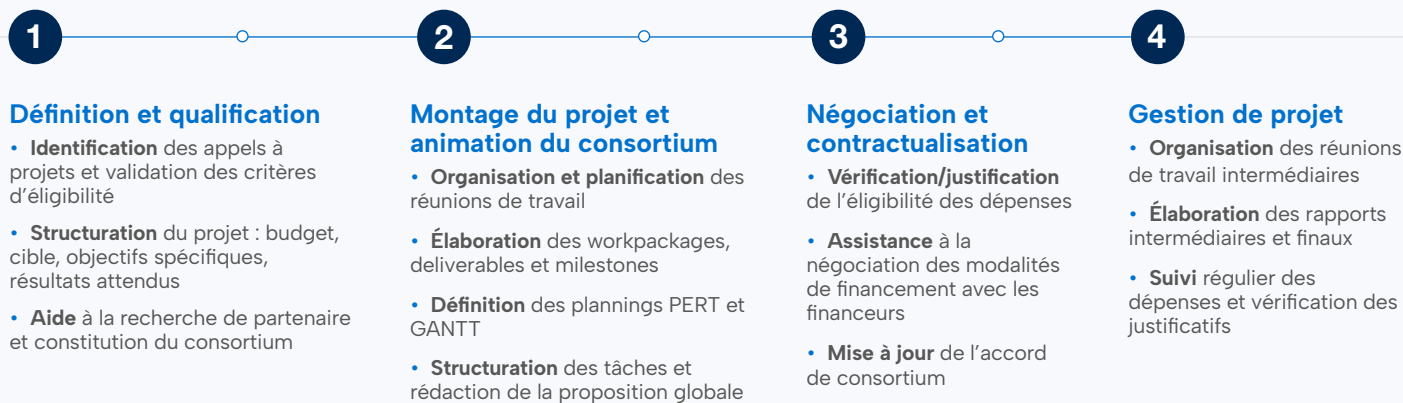 1
Définition et qualification
• Identification des appels à
projets et validation des critères
d’éligibilité
• Structuration du projet : budget,
cible, objectifs spécifiques,
résultats attendus
• Aide à la recherche de partenaire
et constitution du consortium
2
Montage du projet et
animation du consortium
• Organisation et planification des
réunions de travail
• Élaboration des workpackages,
deliverables et milestones
• Définition des plannings PERT et
GANTT
• Structuration des tâches et
rédaction de la proposition globale
3
Négociation et
contractualisation
• Vérification/justification
de l’éligibilité des dépenses
• Assistance à la
négociation des modalités
de financement avec les
financeurs
• Mise à jour de l’accord
de consortium
4
Gestion de projet
• Organisation des réunions
de travail intermédiaires
• Élaboration des rapports
intermédiaires et finaux
• Suivi régulier des
dépenses et vérification des
justificatifs